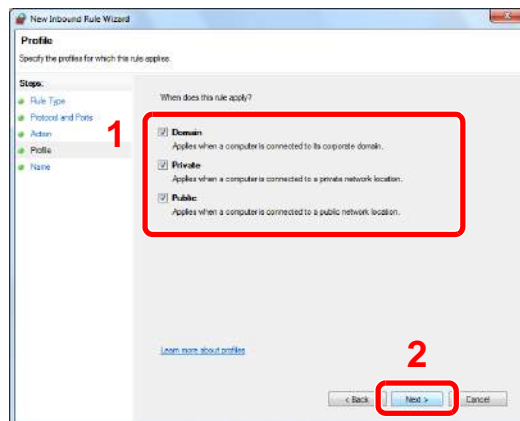 New Inbound Rule Wizard
Profile
Specify the profiles for which this rule applies.
Steps:
Rule Type
Protocol and Ports
Action
Profile
Name
When does this rule apply?
1
Domain
Applies when a computer is connected to its corporate domain.
Private
Applies when a computer is connected to a private network location.
Public
Applies when a computer is connected to a public network location.
Learn more about profiles
2
< Back
Next >
Cancel